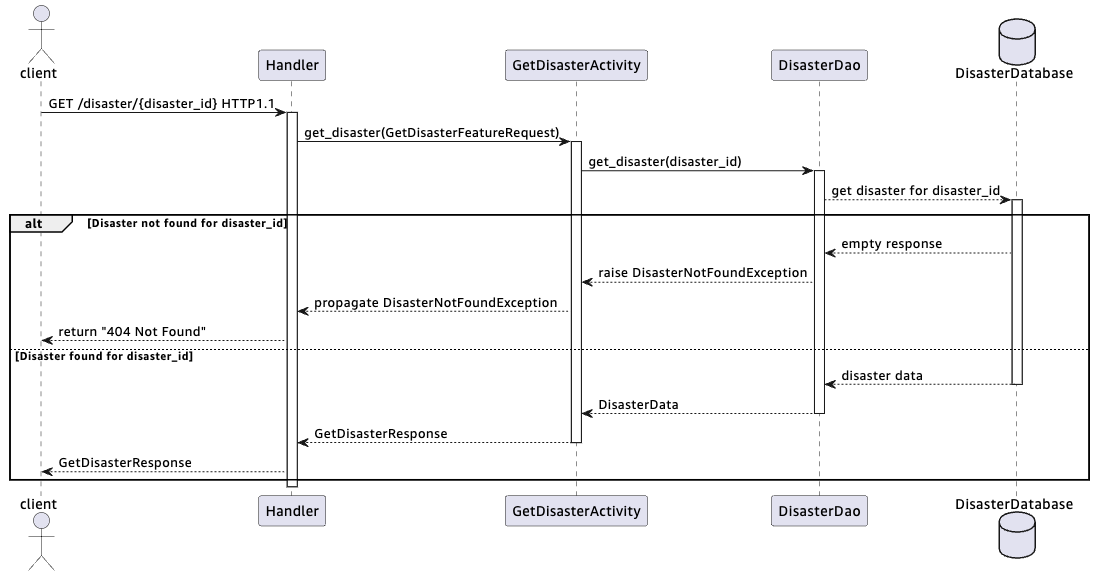 client
Handler
GetDisasterActivity
DisasterDao
DisasterDatabase
GET /disaster/{disaster_id} HTTP1.1
get_disaster(GetDisasterFeatureRequest)
get_disaster(disaster_id)
get disaster for disaster_id
alt
[Disaster not found for disaster_id]
empty response
raise DisasterNotFoundException
propagate DisasterNotFoundException
return "404 Not Found"
[Disaster found for disaster_id]
disaster data
DisasterData
GetDisasterResponse
GetDisasterResponse
client
Handler
GetDisasterActivity
DisasterDao
DisasterDatabase